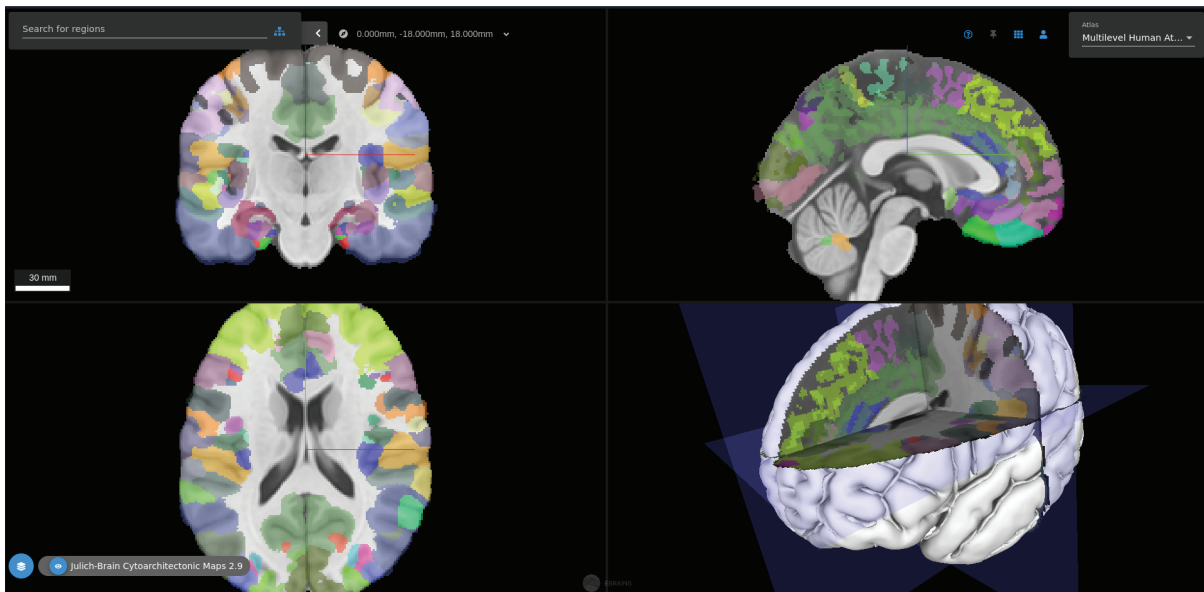 Search for regions
0.000mm, -18.000mm, 18.000mm
Atlas
Multilevel Human At...
30 mm
Julich-Brain Cytoarchitectonic Maps 2.9
EBRAINS